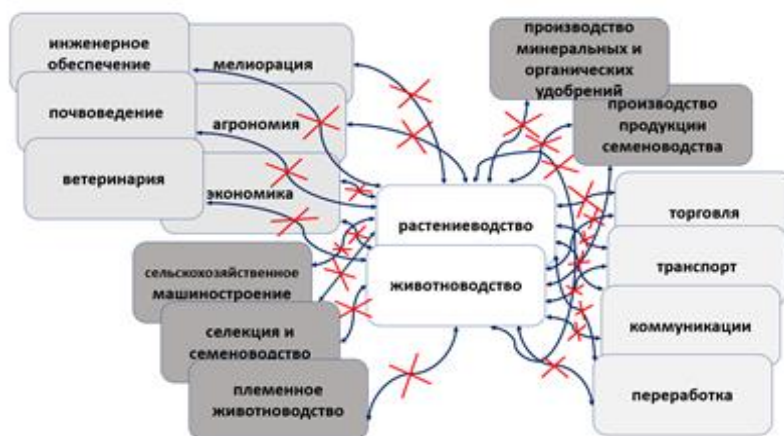 инженерное
обеспечение
мелиорация
почвоведение
агрономия
ветеринария
экономика
сельскохозяйственное
машиностроение
селекция и
семеноводство
племенное
животноводство
растениеводство
животноводство
производство
минеральных и
органических
удобрений
производство
продукции
семеноводства
торговля
транспорт
коммуникации
переработка